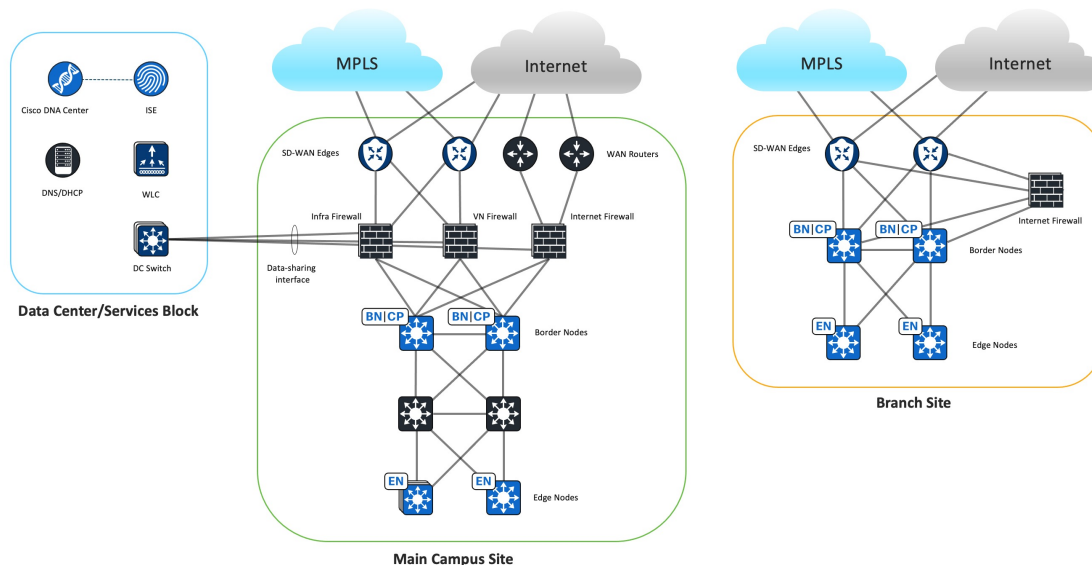 MPLS
Internet
MPLS
Internet
Cisco DNA Center
ISE
DNS/DHCP
WLC
DC Switch
Data Center/Services Block
SD-WAN Edges
WAN Routers
Infra Firewall
VN Firewall
Internet Firewall
Data-sharing
interface
BN|CP
BN|CP
Border Nodes
EN
EN
Edge Nodes
Main Campus Site
SD-WAN Edges
Internet Firewall
BN|CP
BN|CP
Border Nodes
EN
EN
Edge Nodes
Branch Site